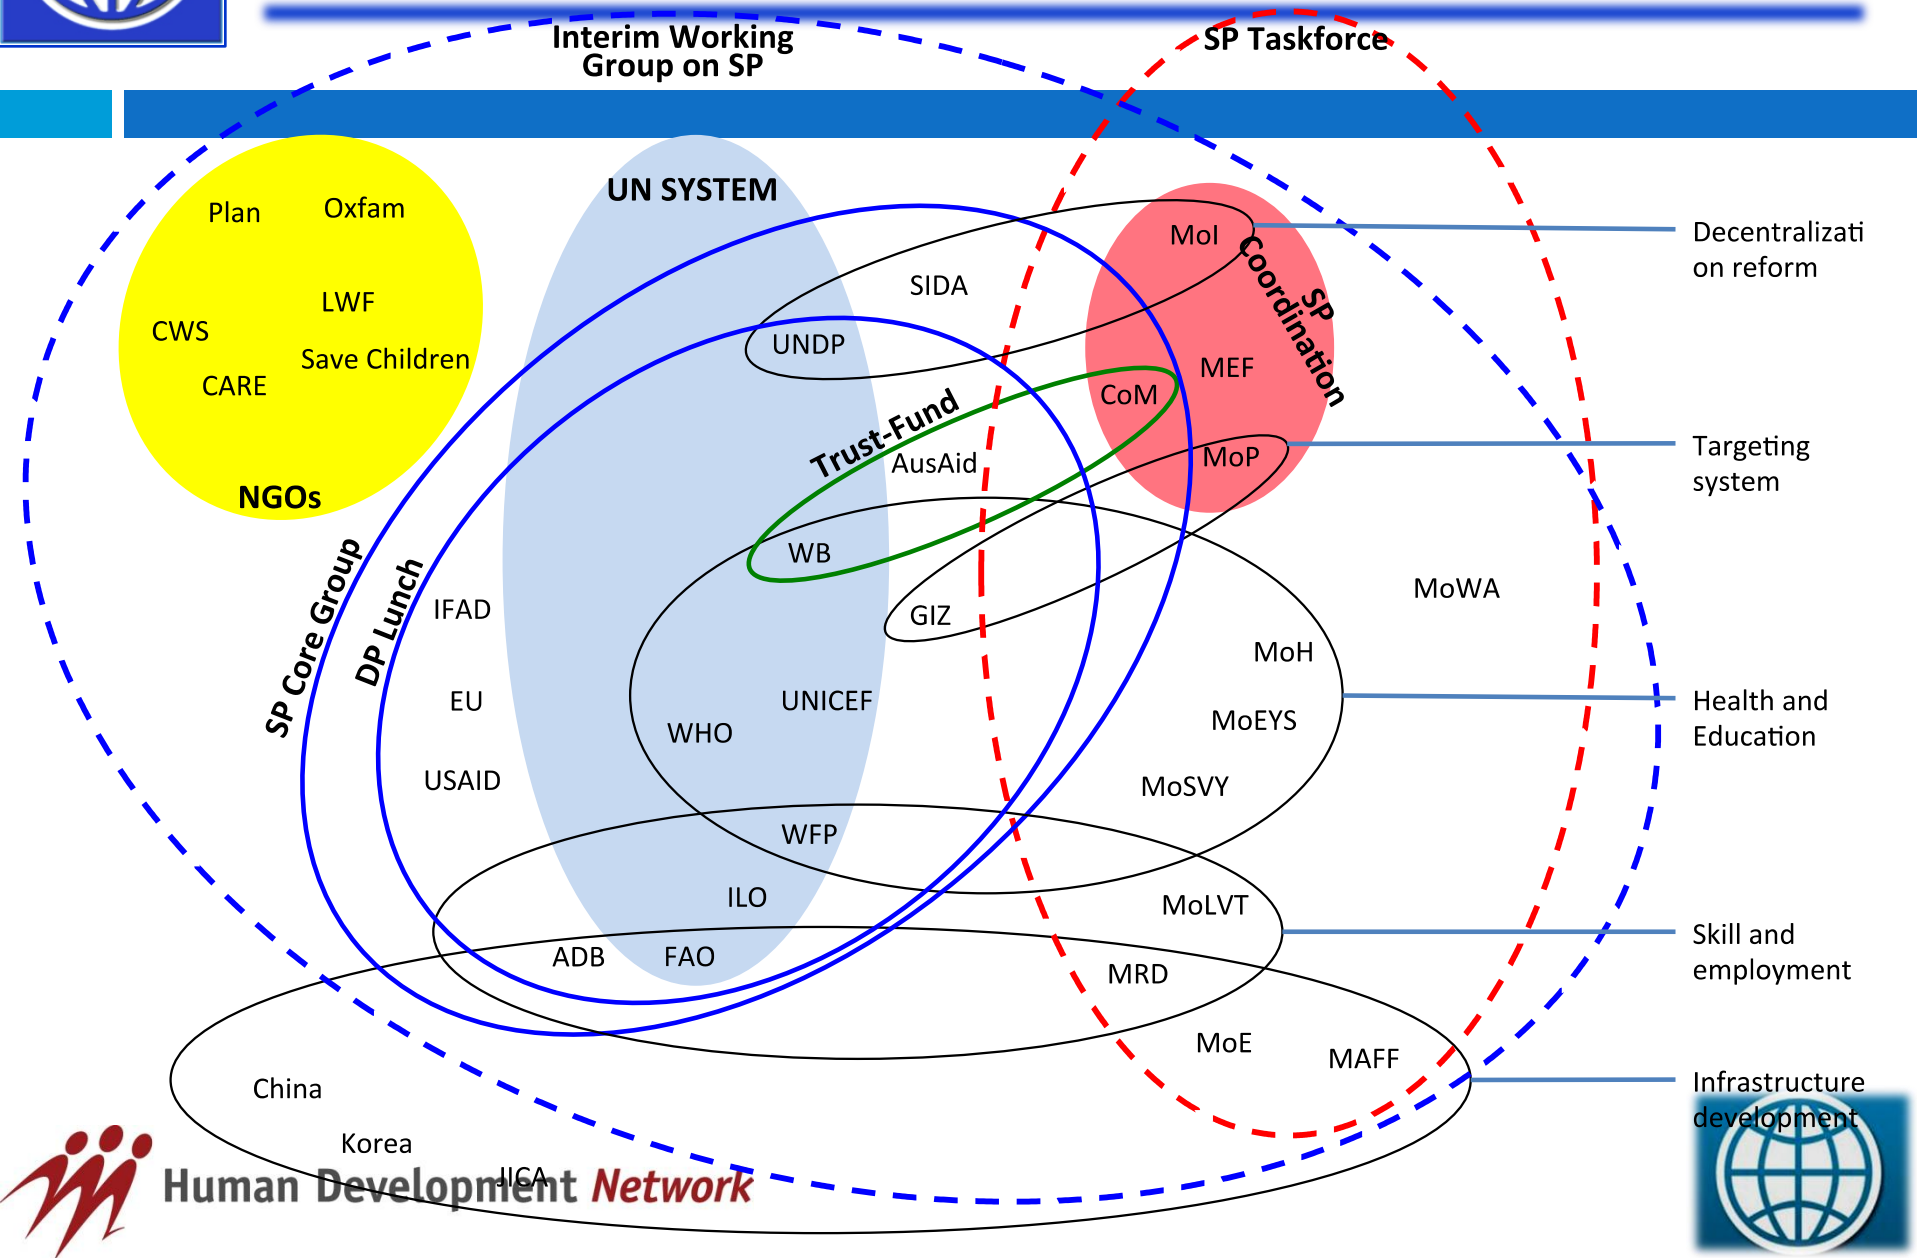 Interim Working
Group on SP
SP Taskforce
UN SYSTEM
Plan
Oxfam
LWF
CWS
Save Children
CARE
NGOs
MoI
SIDA
UNDP
SP
Coordination
MEF
CoM
Trust-Fund
AusAid
MoP
WB
GIZ
SP Core Group
DP Lunch
IFAD
EU
USAID
UNICEF
WHO
WFP
ILO
ADB
FAO
MoWA
MoH
MoEYS
MoSVY
MoLVT
MRD
MoE
MAFF
China
Korea
JICA
Decentralizati
on reform
Targeting
system
Health and
Education
Skill and
employment
Infrastructure
development
Human Development Network